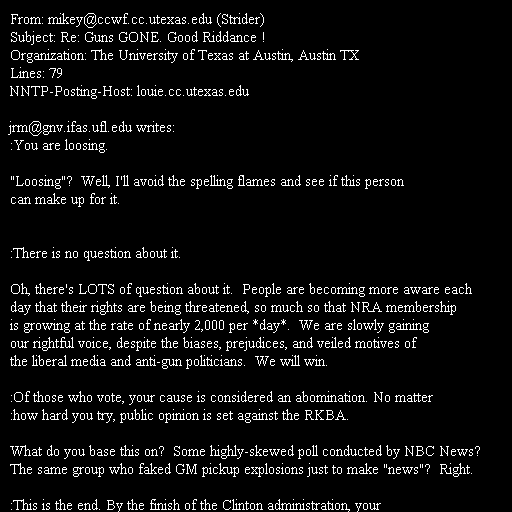 From: mikey@ccwf.cc.utexas.edu (Strider)
Subject: Re: Guns GONE. Good Riddance !
Organization: The University of Texas at Austin, Austin TX
Lines: 79
NNTP-Posting-Host: louie.cc.utexas.edu
jrm@gnv.ifas.ufl.edu writes:
:You are loosing.
"Loosing"?  Well, I'll avoid the spelling flames and see if this person
can make up for it.
:There is no question about it.
Oh, there's LOTS of question about it.  People are becoming more aware each
day that their rights are being threatened, so much so that NRA membership
is growing at the rate of nearly 2,000 per *day*.  We are slowly gaining
our rightful voice, despite the biases, prejudices, and veiled motives of
the liberal media and anti-gun politicians.  We will win.
:Of those who vote, your cause is considered an abomination. No matter
:how hard you try, public opinion is set against the RKBA.
What do you base this on?  Some highly-skewed poll conducted by NBC News?
The same group who faked GM pickup explosions just to make "news"?  Right.
:This is the end. By the finish of the Clinton administration, your